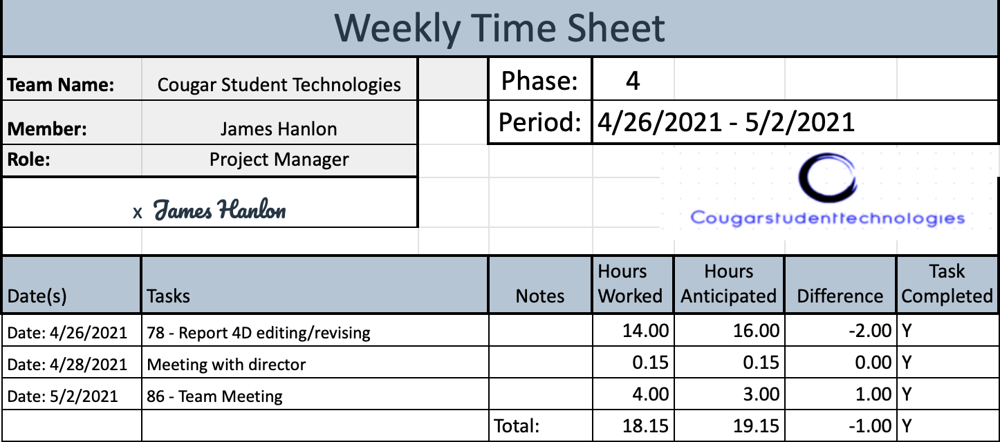 Weekly Time Sheet
Team Name: Cougar Student Technologies Phase: 4
Member: James Hanlon Period: 4/26/2021 - 5/2/2021
Role: Project Manager
x James Hanlon
Cougarstudenttechnologies
Date(s) Tasks Notes Hours Worked Hours Anticipated Difference Task Completed
Date: 4/26/2021 78 - Report 4D editing/revising 14.00 16.00 -2.00 Y
Date: 4/28/2021 Meeting with director 0.15 0.15 0.00 Y
Date: 5/2/2021 86 - Team Meeting 4.00 3.00 1.00 Y
Total: 18.15 19.15 -1.00 Y